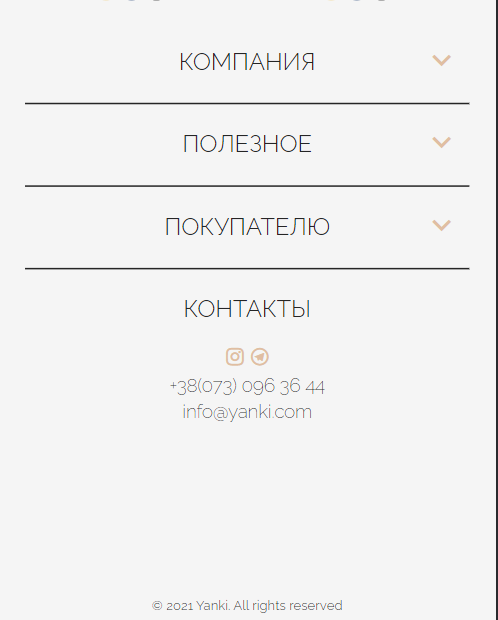 КОМПАНИЯ
ПОЛЕЗНОЕ
ПОКУПАТЕЛЮ
КОНТАКТЫ
+38(073) 096 36 44
info@yanki.com
© 2021 Yanki. All rights reserved